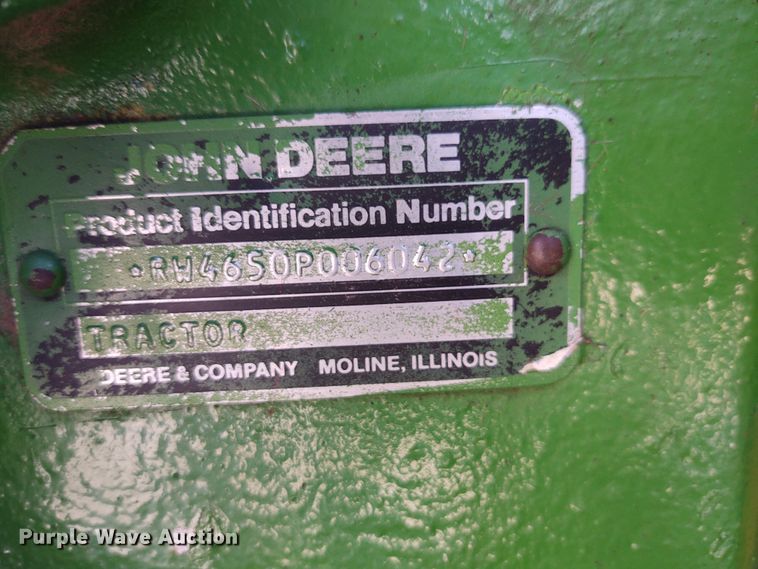 JOHN DEERE
Product Identification Number
*RW4650P006042*
TRACTOR
DEERE & COMPANY MOLINE, ILLINOIS
Purple Wave Auction